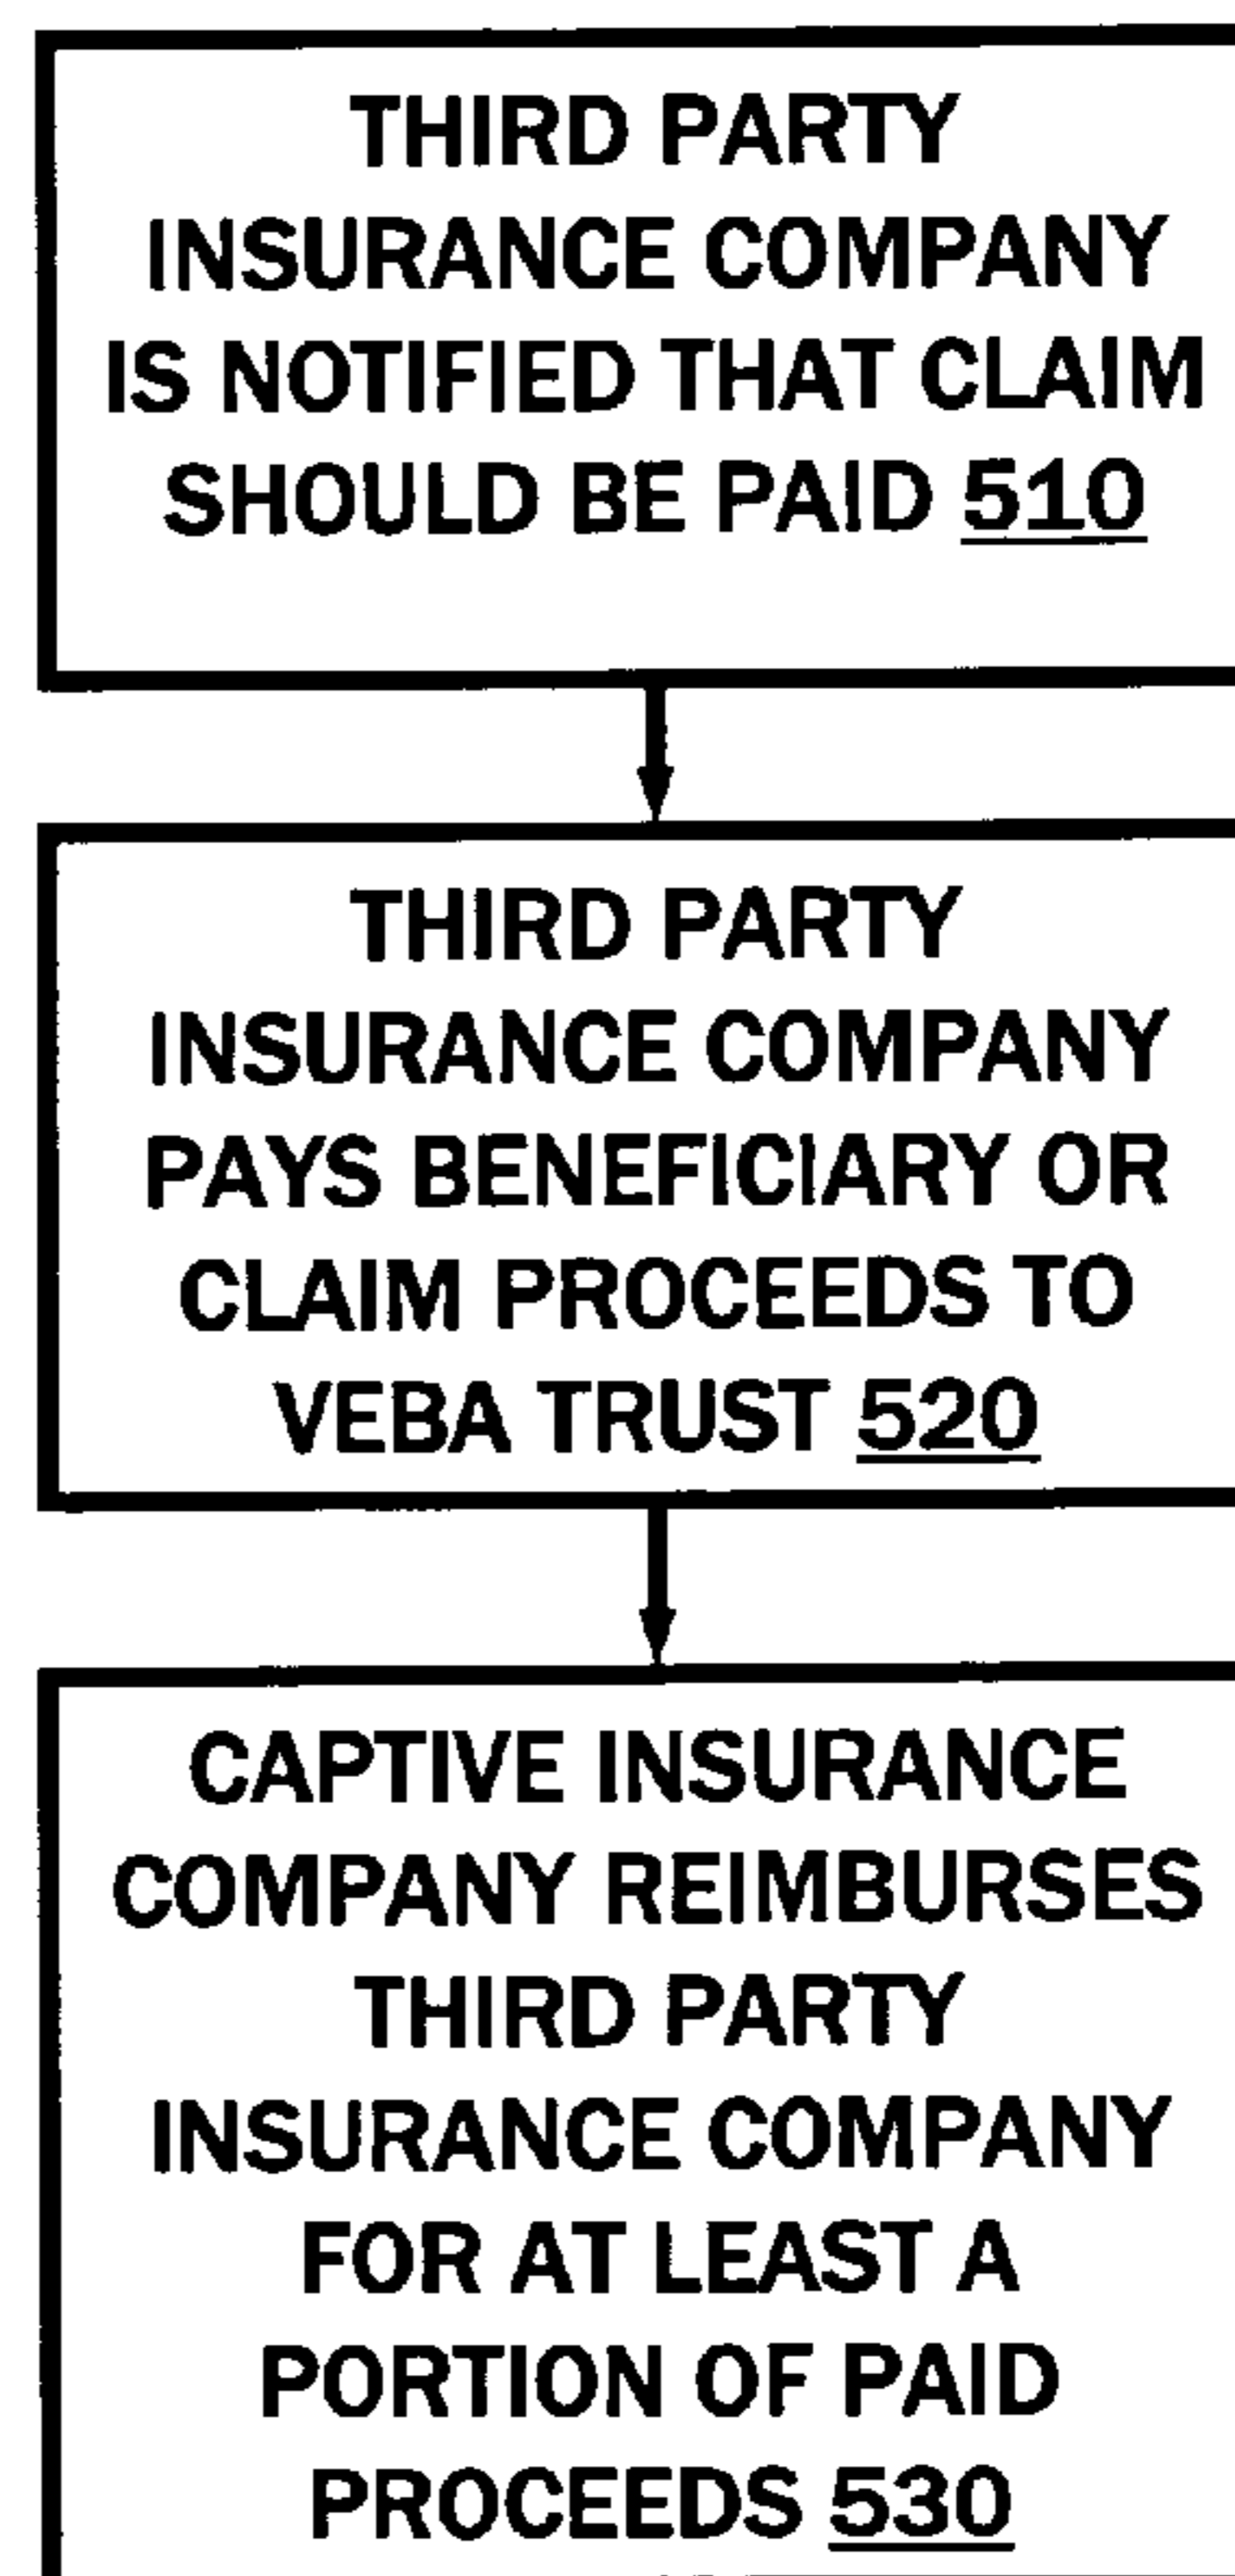 THIRD PARTY
INSURANCE COMPANY
IS NOTIFIED THAT CLAIM
SHOULD BE PAID 510
THIRD PARTY
INSURANCE COMPANY
PAYS BENEFICIARY OR
CLAIM PROCEEDS TO
VEBA TRUST 520
CAPTIVE INSURANCE
COMPANY REIMBURSES
THIRD PARTY
INSURANCE COMPANY
FOR AT LEAST A
PORTION OF PAID
PROCEEDS 530